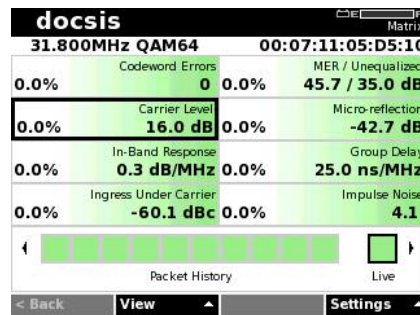 docsis
Matrix
31.800MHz QAM64 00:07:11:05:D5:10
Codeword Errors
0.0% 0
MER / Unequalized
0.0% 45.7 / 35.0 dB
Carrier Level
0.0% 16.0 dB
Micro-reflection
0.0% -42.7 dB
In-Band Response
0.0% 0.3 dB/MHz
Group Delay
0.0% 25.0 ns/MHz
Ingress Under Carrier
0.0% -60.1 dBc
Impulse Noise
0.0% 4.1
Packet History
Live
< Back View Settings